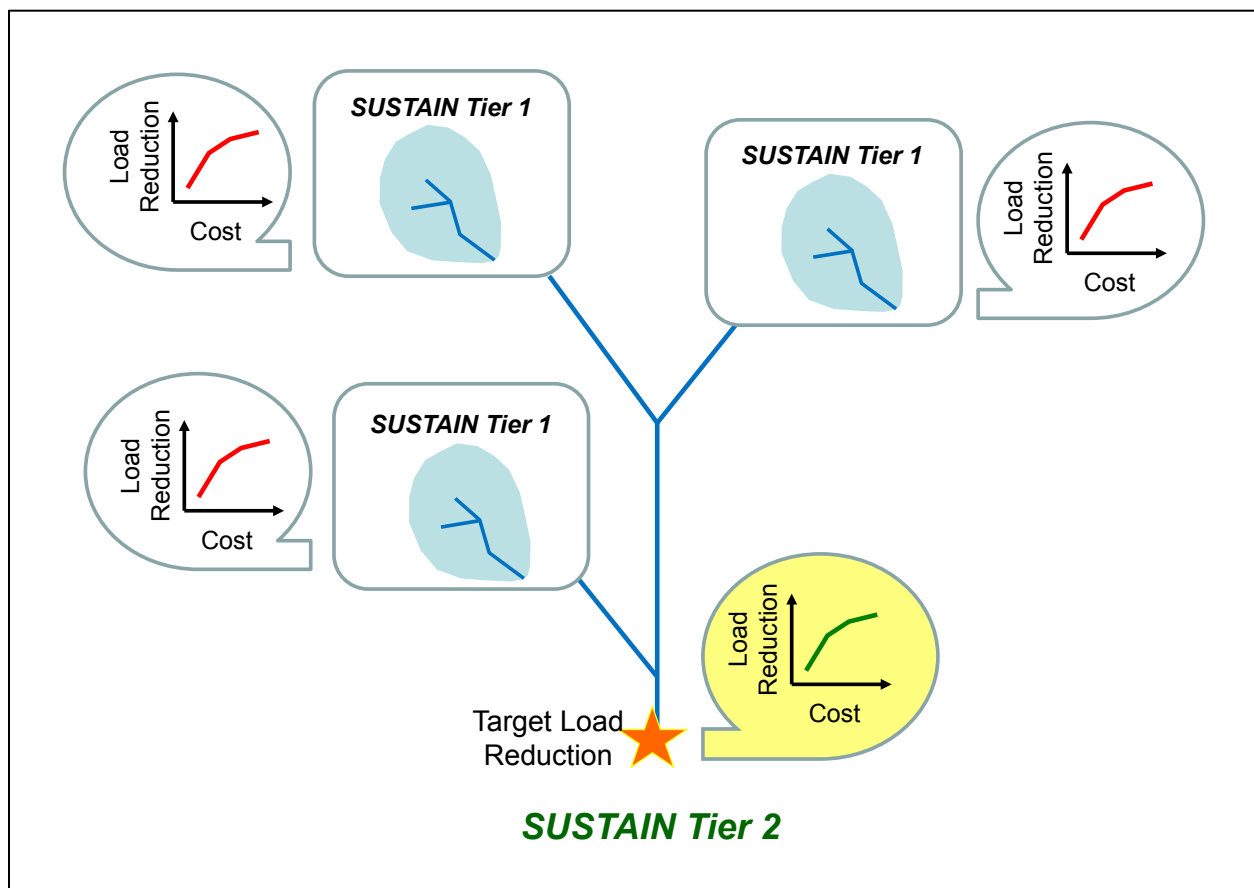 SUSTAIN Tier 1
Load
Reduction
Cost
SUSTAIN Tier 1
Load
Reduction
Cost
SUSTAIN Tier 1
Load
Reduction
Cost
Load
Reduction
Cost
Target Load
Reduction
SUSTAIN Tier 2